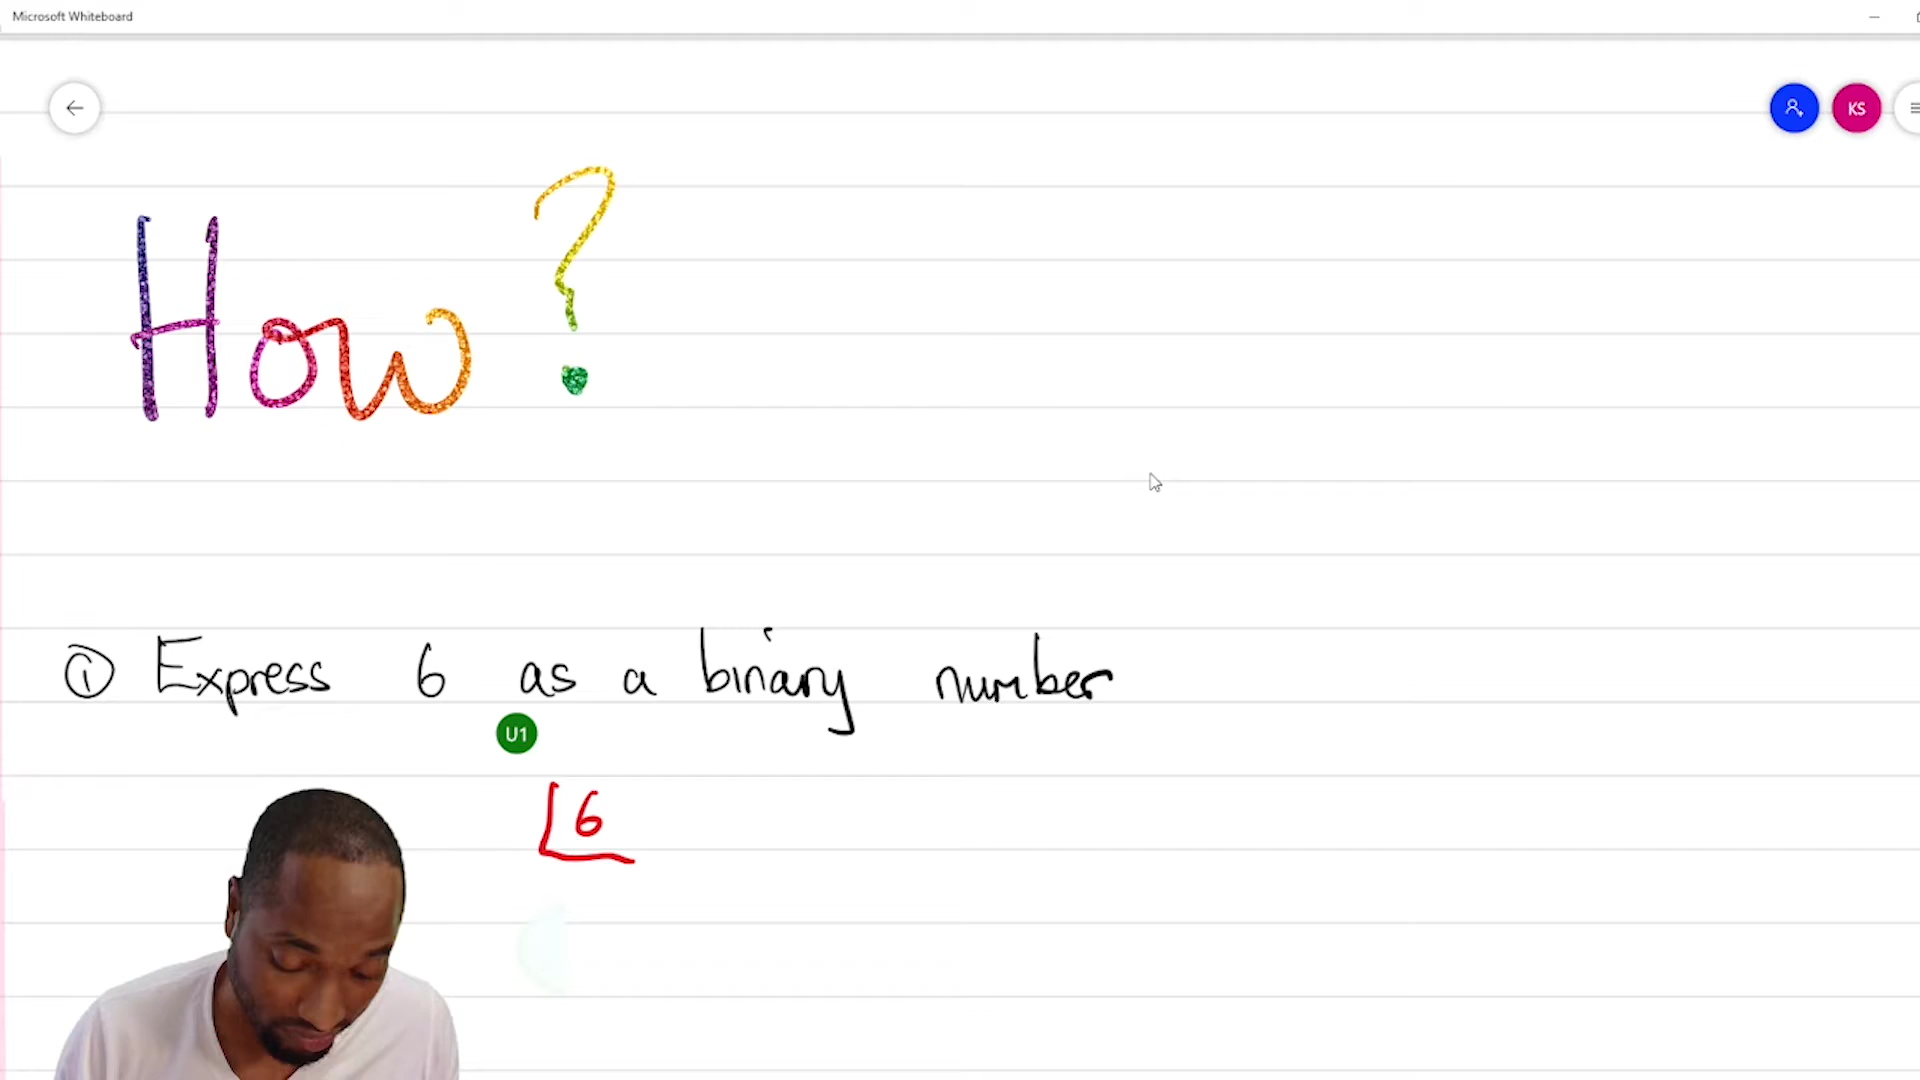 Microsoft Whiteboard
KS
How?
① Express 6 as a binary number
U1
6